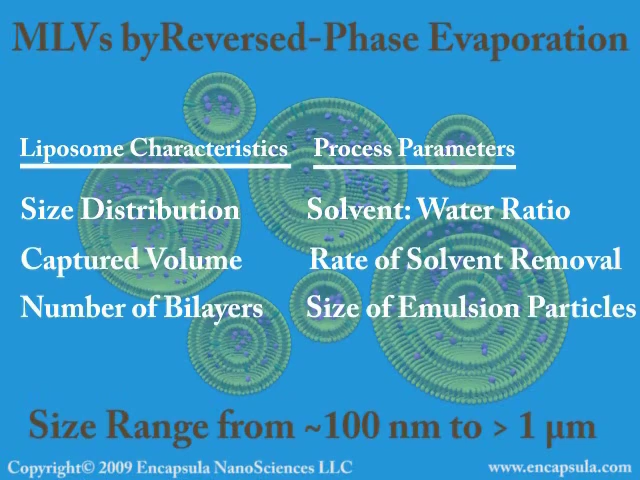 MLVs byReversed-Phase Evaporation
Liposome Characteristics
Process Parameters
Size Distribution
Solvent: Water Ratio
Captured Volume
Rate of Solvent Removal
Number of Bilayers
Size of Emulsion Particles
Size Range from ~100 nm to > 1 µm
Copyright© 2009 Encapsula NanoSciences LLC
www.encapsula.com